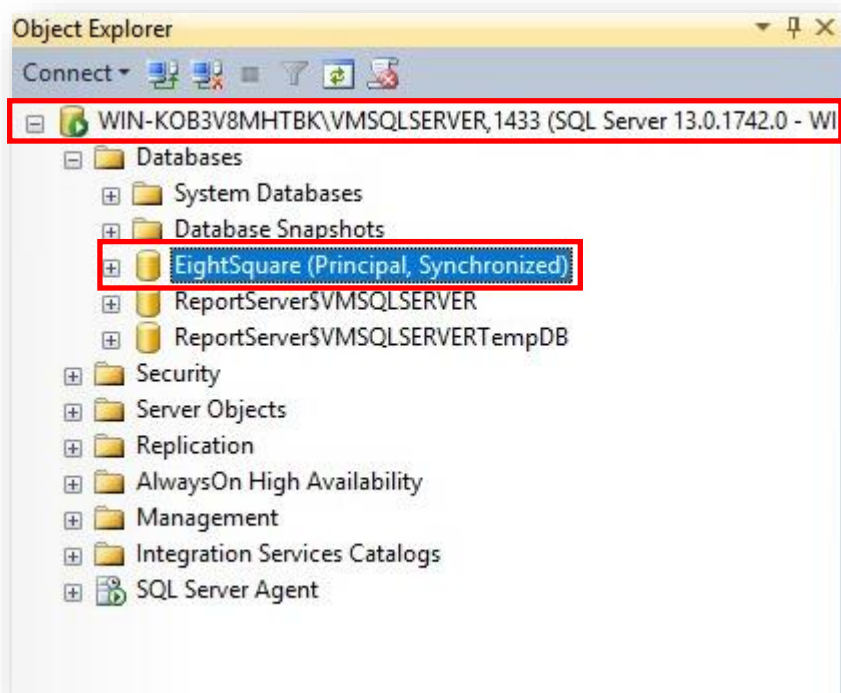 Object Explorer
Connect
WIN-KOB3V8MHTBK\VMSQLSERVER,1433 (SQL Server 13.0.1742.0 - WI
Databases
System Databases
Database Snapshots
EightSquare (Principal, Synchronized)
ReportServer$VMSQLSERVER
ReportServer$VMSQLSERVERTempDB
Security
Server Objects
Replication
AlwaysOn High Availability
Management
Integration Services Catalogs
SQL Server Agent